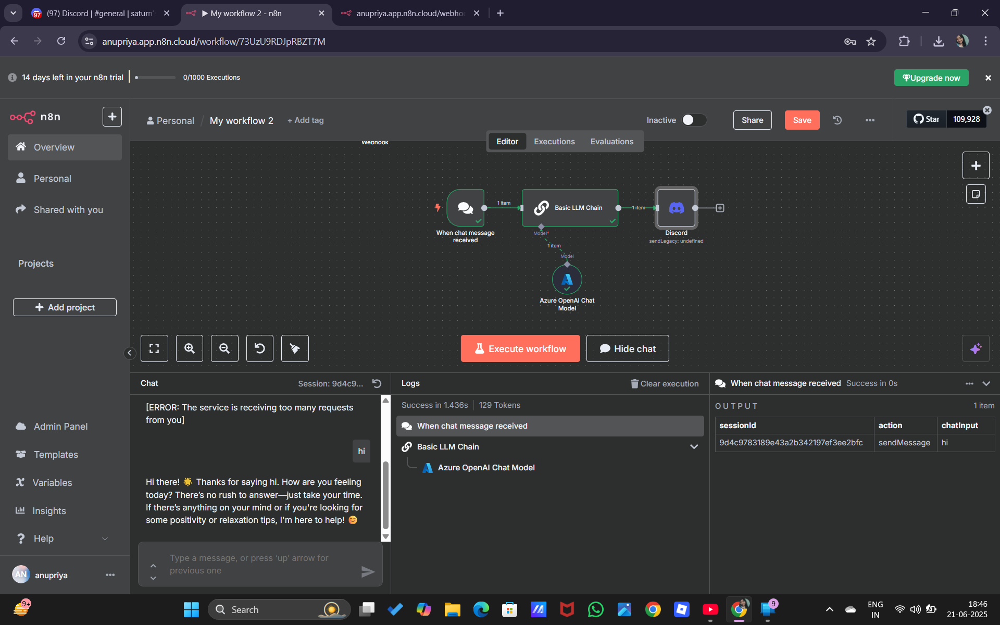 97
(97) Discord | #general | saturn'
▶ My workflow 2 - n8n
anupriya.app.n8n.cloud/webho
anupriya.app.n8n.cloud/workflow/73UzU9RDJpRBZT7M
14 days left in your n8n trial
0/1000 Executions
Upgrade now
n8n
Personal / My workflow 2
+ Add tag
Inactive
Share
Save
Star
109,928
Overview
Personal
Shared with you
Projects
Add project
Admin Panel
Templates
Variables
Insights
Help
AN
anupriya
Webhook
Editor
Executions
Evaluations
When chat message
received
1 item
Basic LLM Chain
Model*
1 item
Discord
sendLegacy: undefined
1 item
Model
Azure OpenAI Chat
Model
Execute workflow
Hide chat
Chat
Session: 9d4c9...
[ERROR: The service is receiving too many requests
from you]
hi
Hi there! 🌟 Thanks for saying hi. How are you feeling
today? There’s no rush to answer—just take your time.
If there’s anything on your mind or if you're looking for
some positivity or relaxation tips, I'm here to help! 😊
Type a message, or press ‘up’ arrow for
previous one
Logs
Clear execution
Success in 1.436s
129 Tokens
When chat message received
Basic LLM Chain
Azure OpenAI Chat Model
When chat message received
Success in 0s
OUTPUT
1 item
sessionId
action
chatInput
9d4c9783189e43a2b342197ef3ee2bfc
sendMessage
hi
9+
Search
9
ENG
IN
18:46
21-06-2025